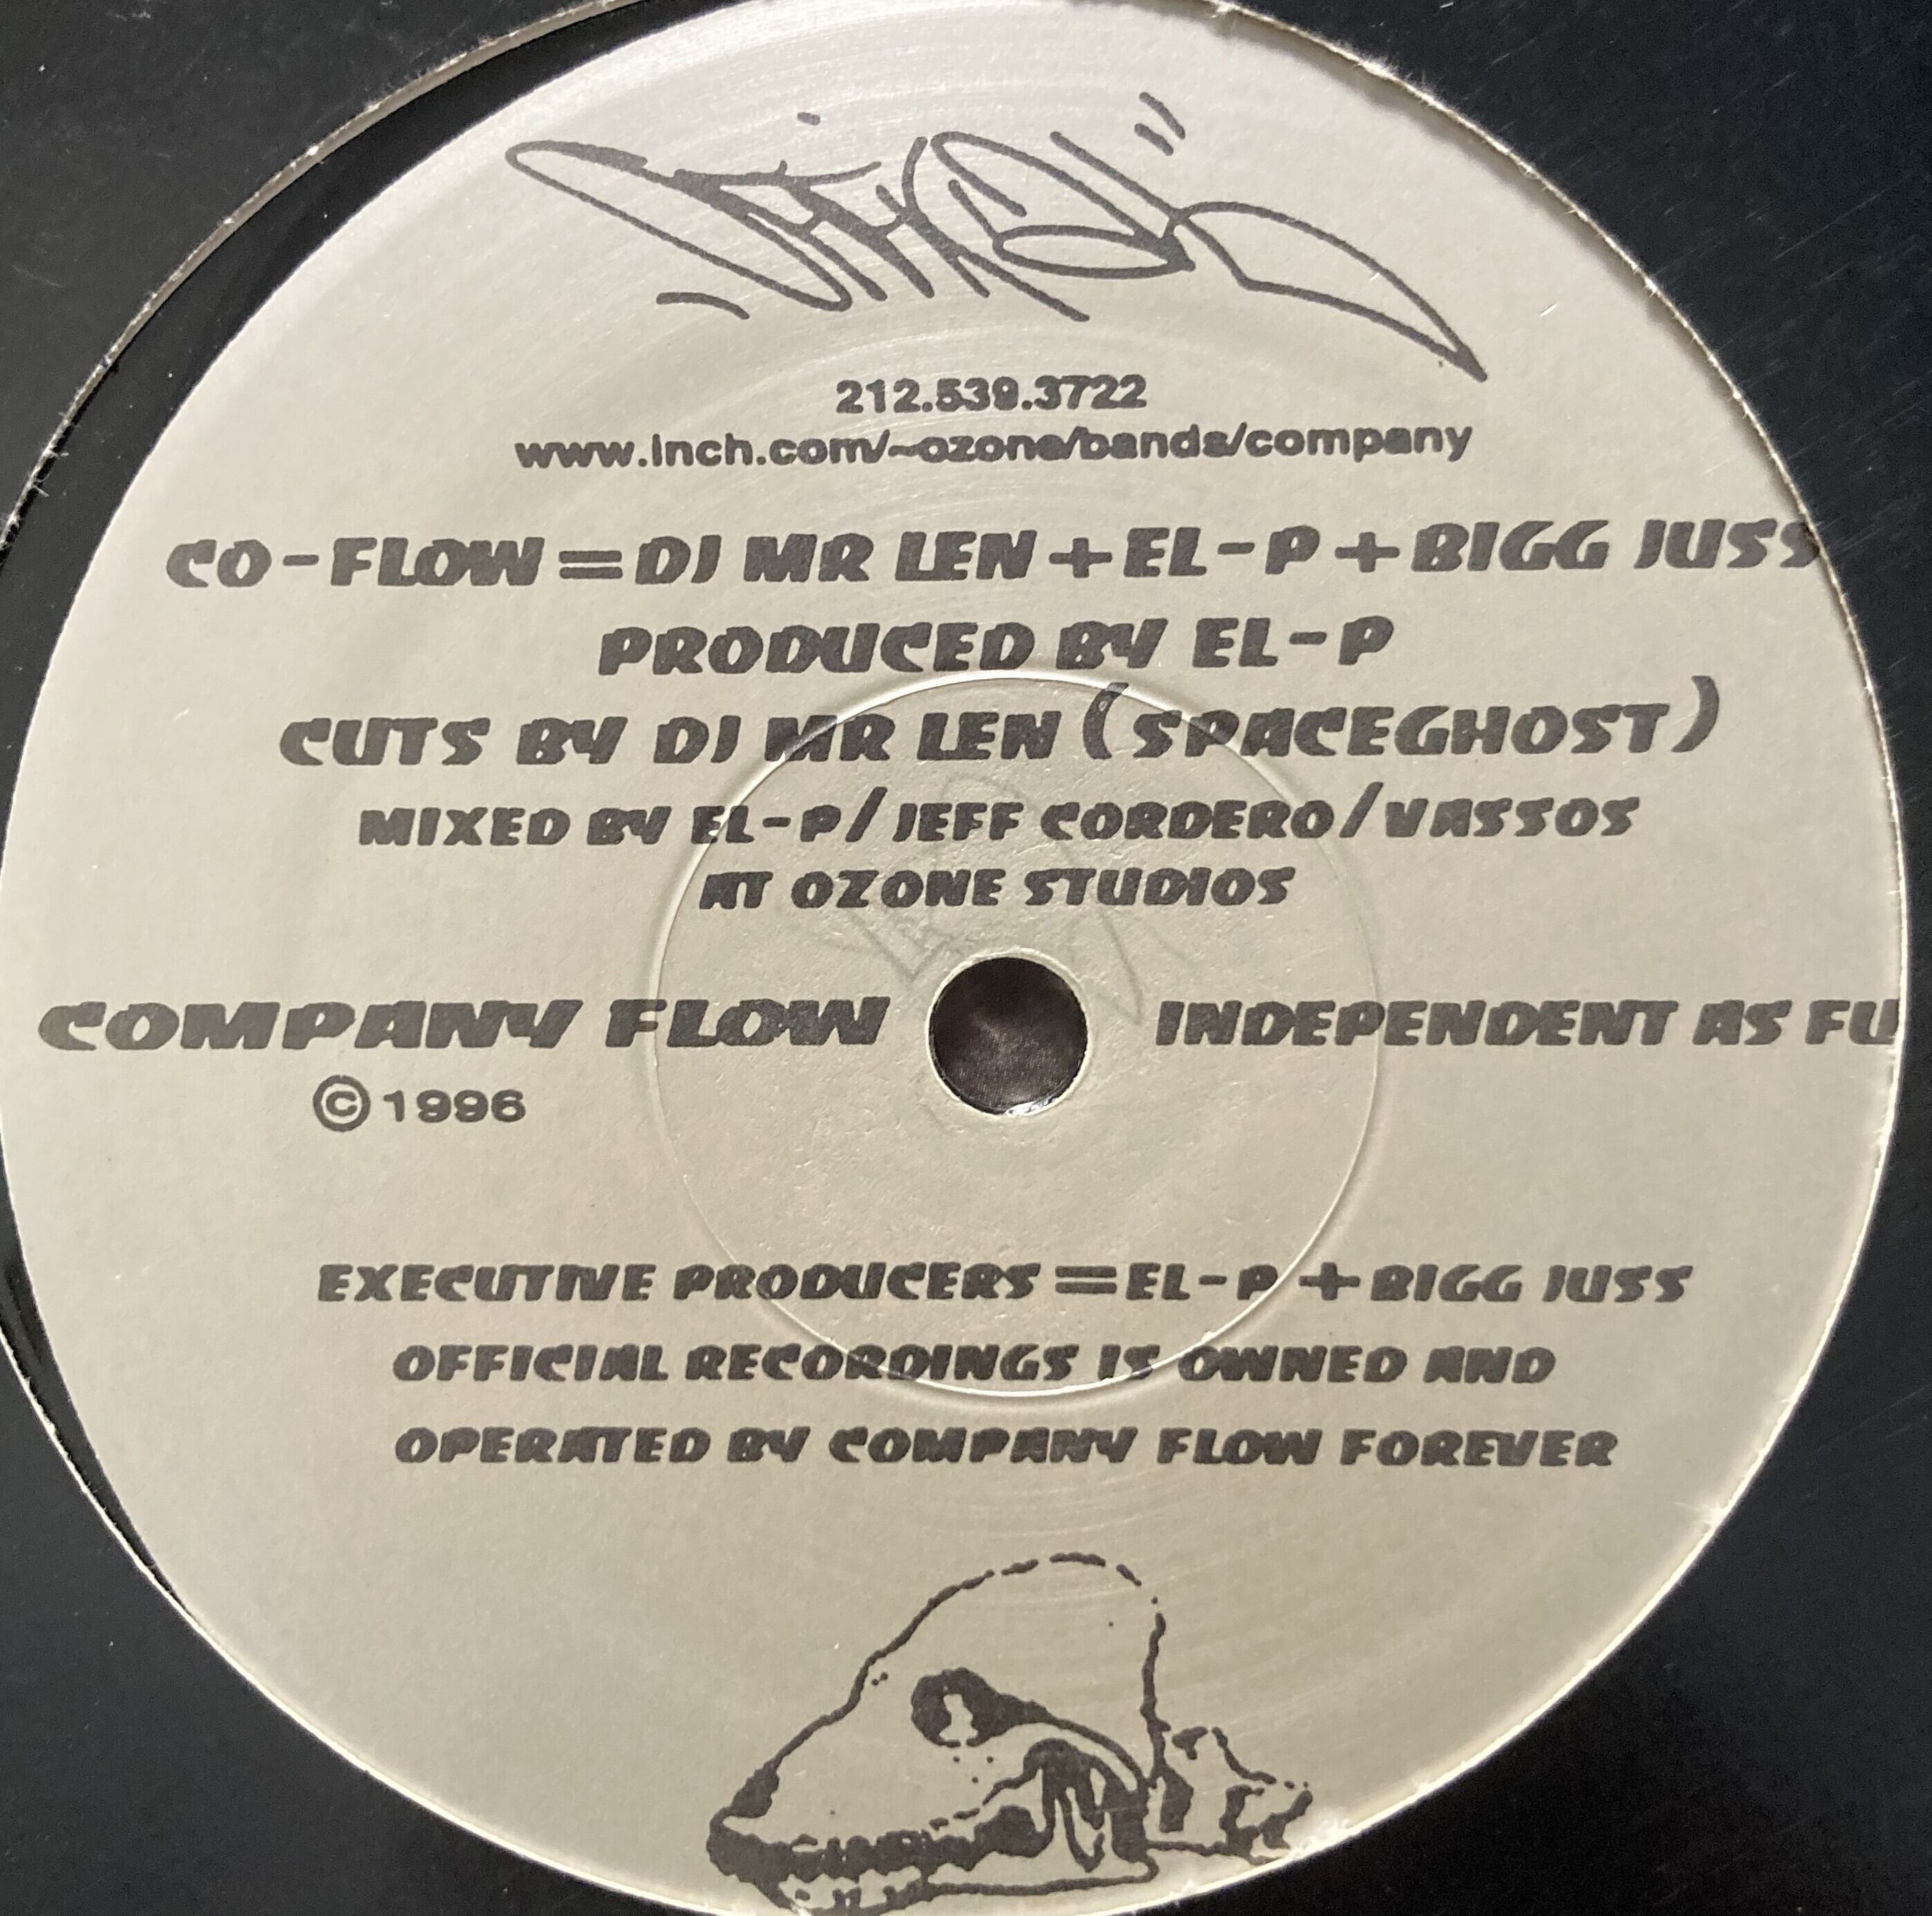 212.539.3722
www.inch.com/~ozone/bands/company
CO-FLOW=DJ MR LEN+EL-P+BIGG JUSS
PRODUCED BY EL-P
CUTS BY DJ MR LEN (SPACEGHOST)
MIXED BY EL-P/JEFF CORDERO/VASSOS
AT OZONE STUDIOS
COMPANY FLOW INDEPENDENT AS FU
©1996
EXECUTIVE PRODUCERS=EL-P+BIGG JUSS
OFFICIAL RECORDINGS IS OWNED AND
OPERATED BY COMPANY FLOW FOREVER